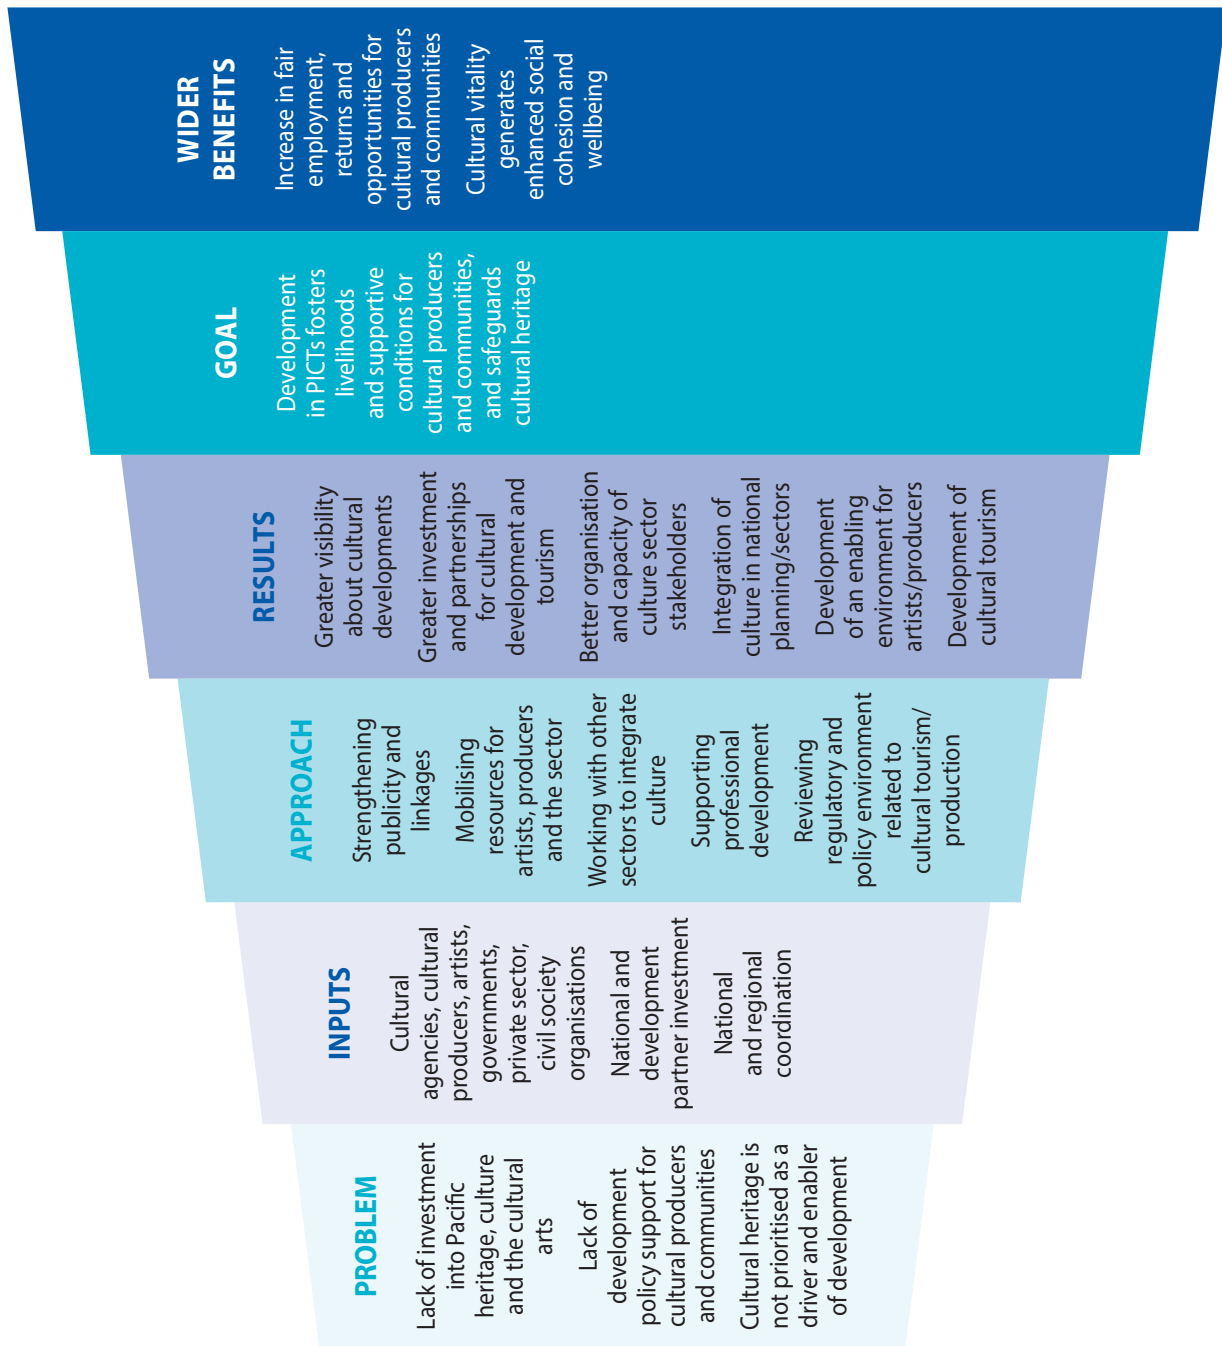 PROBLEM
Lack of investment
into Pacific
heritage, culture
and the cultural
arts
Lack of
development
policy support for
cultural producers
and communities
Cultural heritage is
not prioritised as a
driver and enabler
of development
INPUTS
Cultural
agencies, cultural
producers, artists,
governments,
private sector,
civil society
organisations
National and
development
partner investment
National
and regional
coordination
APPROACH
Strengthening
publicity and
linkages
Mobilising
resources for
artists, producers
and the sector
Working with other
sectors to integrate
culture
Supporting
professional
development
Reviewing
regulatory and
policy environment
related to
cultural tourism/
production
RESULTS
Greater visibility
about cultural
developments
Greater investment
and partnerships
for cultural
development and
tourism
Better organisation
and capacity of
culture sector
stakeholders
Integration of
culture in national
planning/sectors
Development
of an enabling
environment for
artists/producers
Development of
cultural tourism
GOAL
Development
in PICTs fosters
livelihoods
and supportive
conditions for
cultural producers
and communities,
and safeguards
cultural heritage
WIDER
BENEFITS
Increase in fair
employment,
returns and
opportunities for
cultural producers
and communities
Cultural vitality
generates
enhanced social
cohesion and
wellbeing